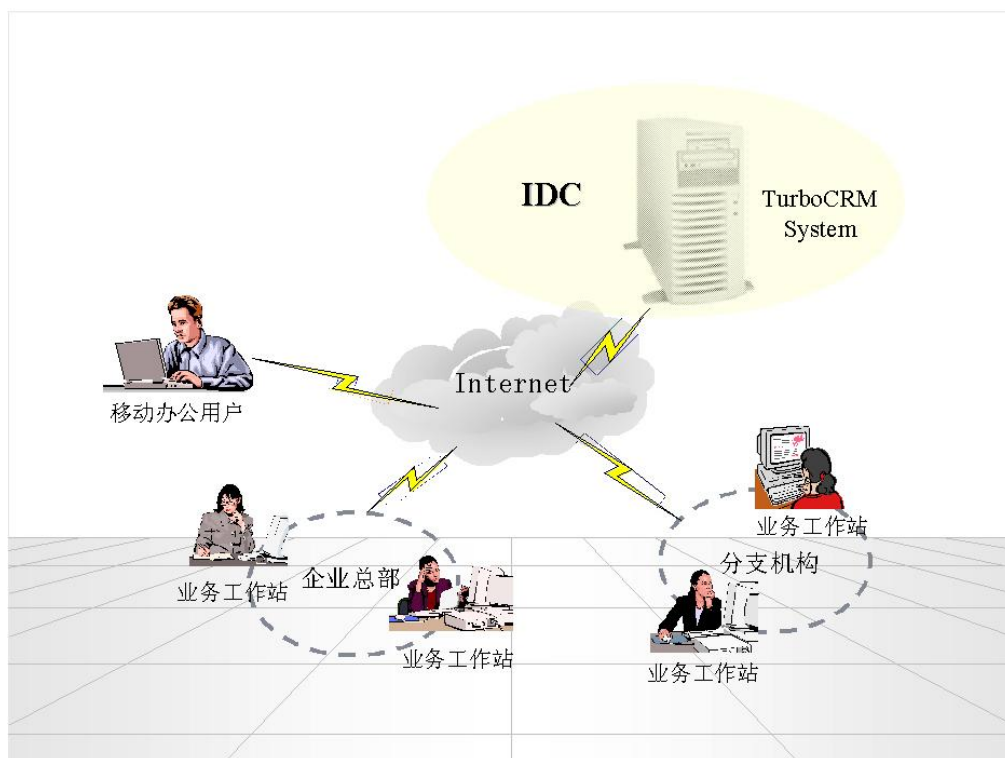 IDC
TurboCRM
System
Internet
移动办公用户
业务工作站
企业总部
业务工作站
业务工作站
分支机构
业务工作站